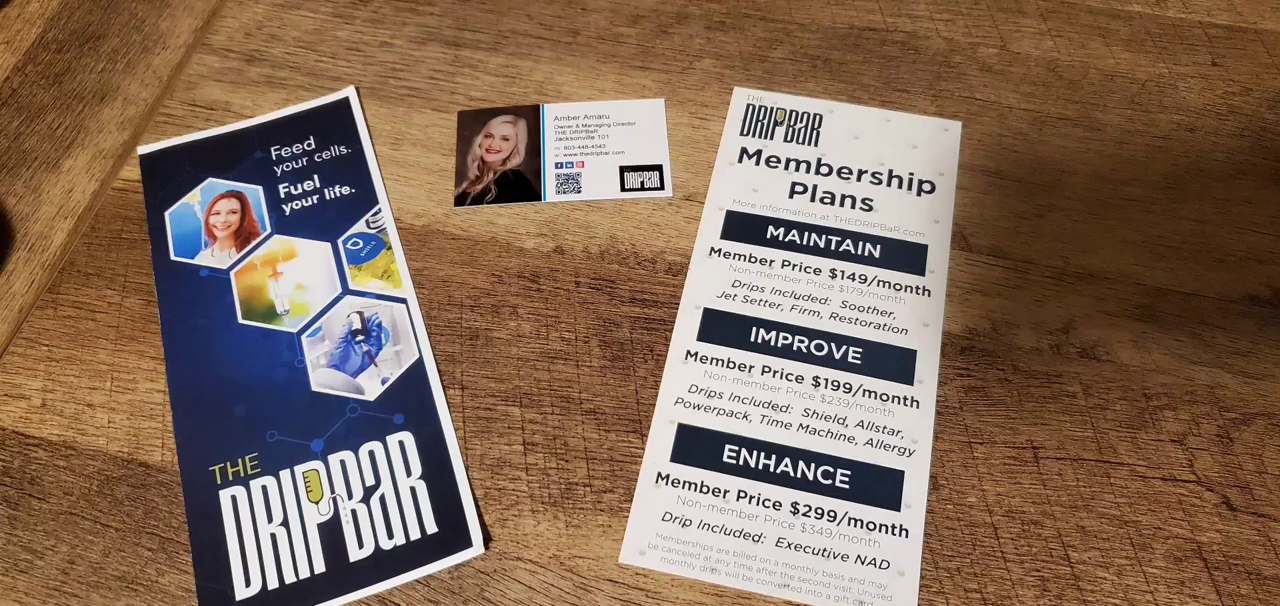 Feed
your cells.
Fuel
your life.
SHIELD
THE
DRIPBaR
Amber Amaru
Owner & Managing Director
THE DRIPBaR
Jacksonville 101
m: 803-448-4543
w: www.thedripbar.com
DRIPBaR
THE
DRIPBaR
Membership
Plans
More information at THEDRIPBaR.com
MAINTAIN
Member Price $149/month
Non-member Price $179/month
Drips Included: Soother,
Jet Setter, Firm, Restoration
IMPROVE
Member Price $199/month
Non-member Price $239/month
Drips Included: Shield, Allstar,
Powerpack, Time Machine, Allergy
ENHANCE
Member Price $299/month
Non-member Price $349/month
Drip Included: Executive NAD
Memberships are billed on a monthly basis and may
be canceled at any time after the second visit. Unused
monthly drips will be converted into a gift card